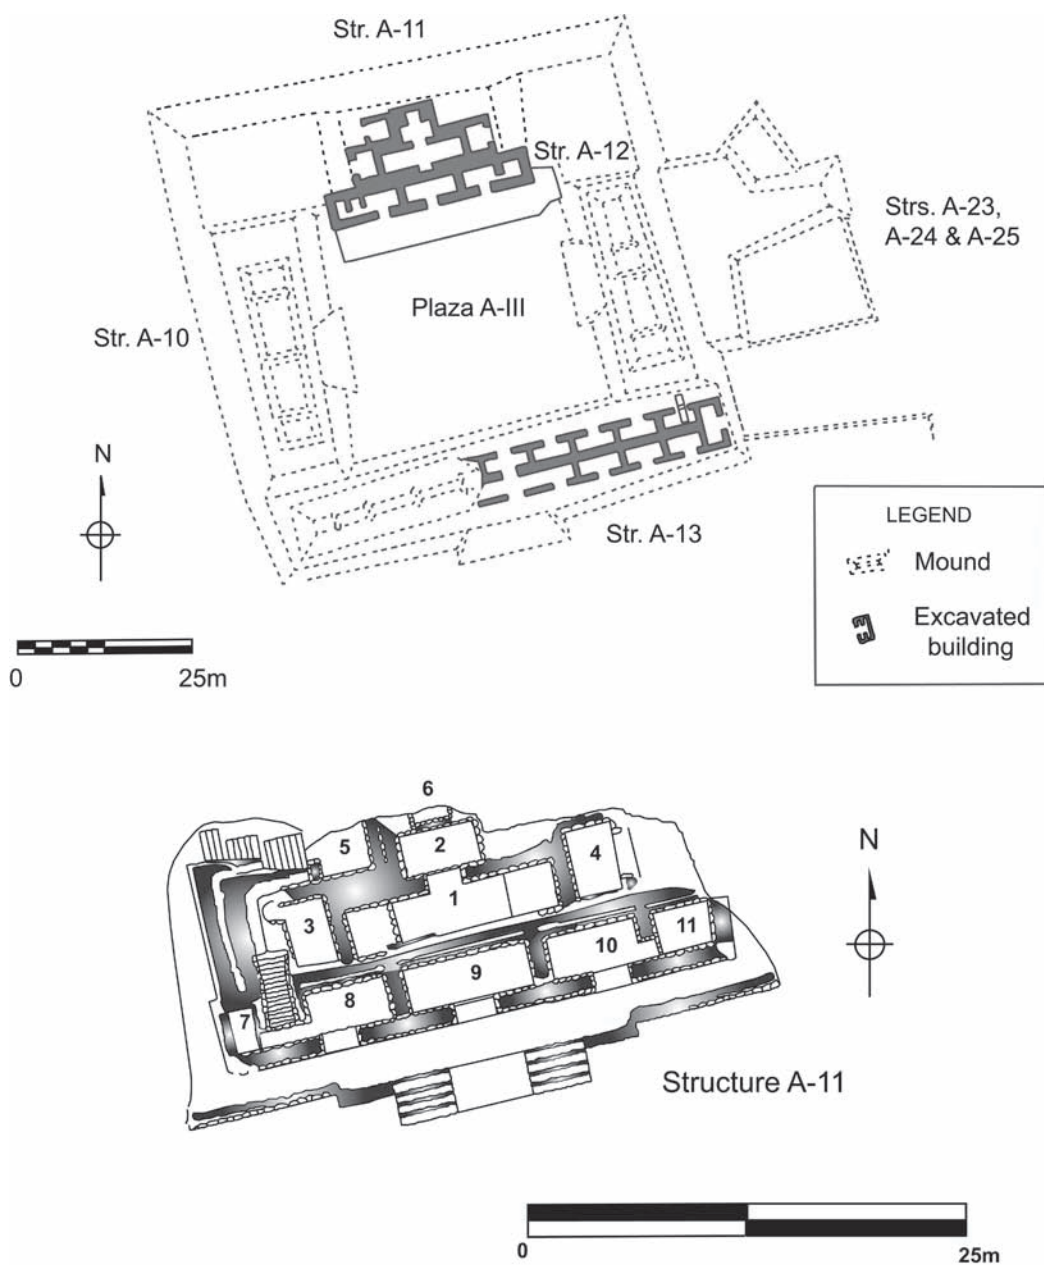 Str. A-11
Str. A-12
Strs. A-23,
A-24 & A-25
Plaza A-III
Str. A-10
N
Str. A-13
LEGEND
Mound
Excavated
building
0
25m
6
5
2
4
N
1
3
11
10
9
8
7
Structure A-11
0
25m